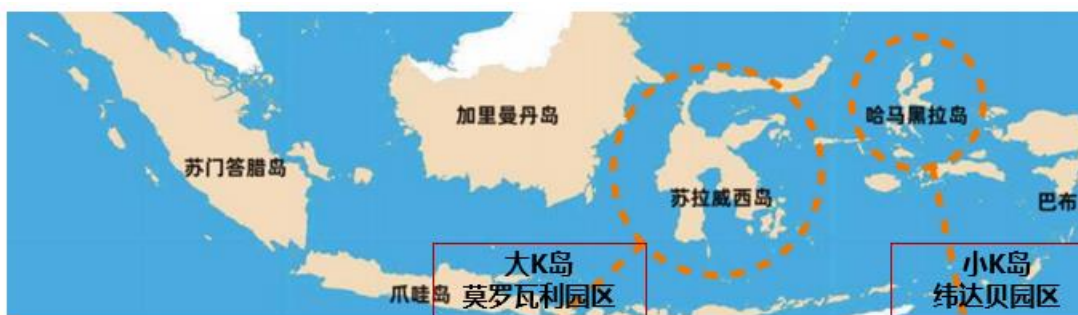 加里曼丹岛
哈马黑拉岛
苏门答腊岛
苏拉威西岛
巴布
大K岛
莫罗瓦利园区
小K岛
纬达贝园区
爪哇岛